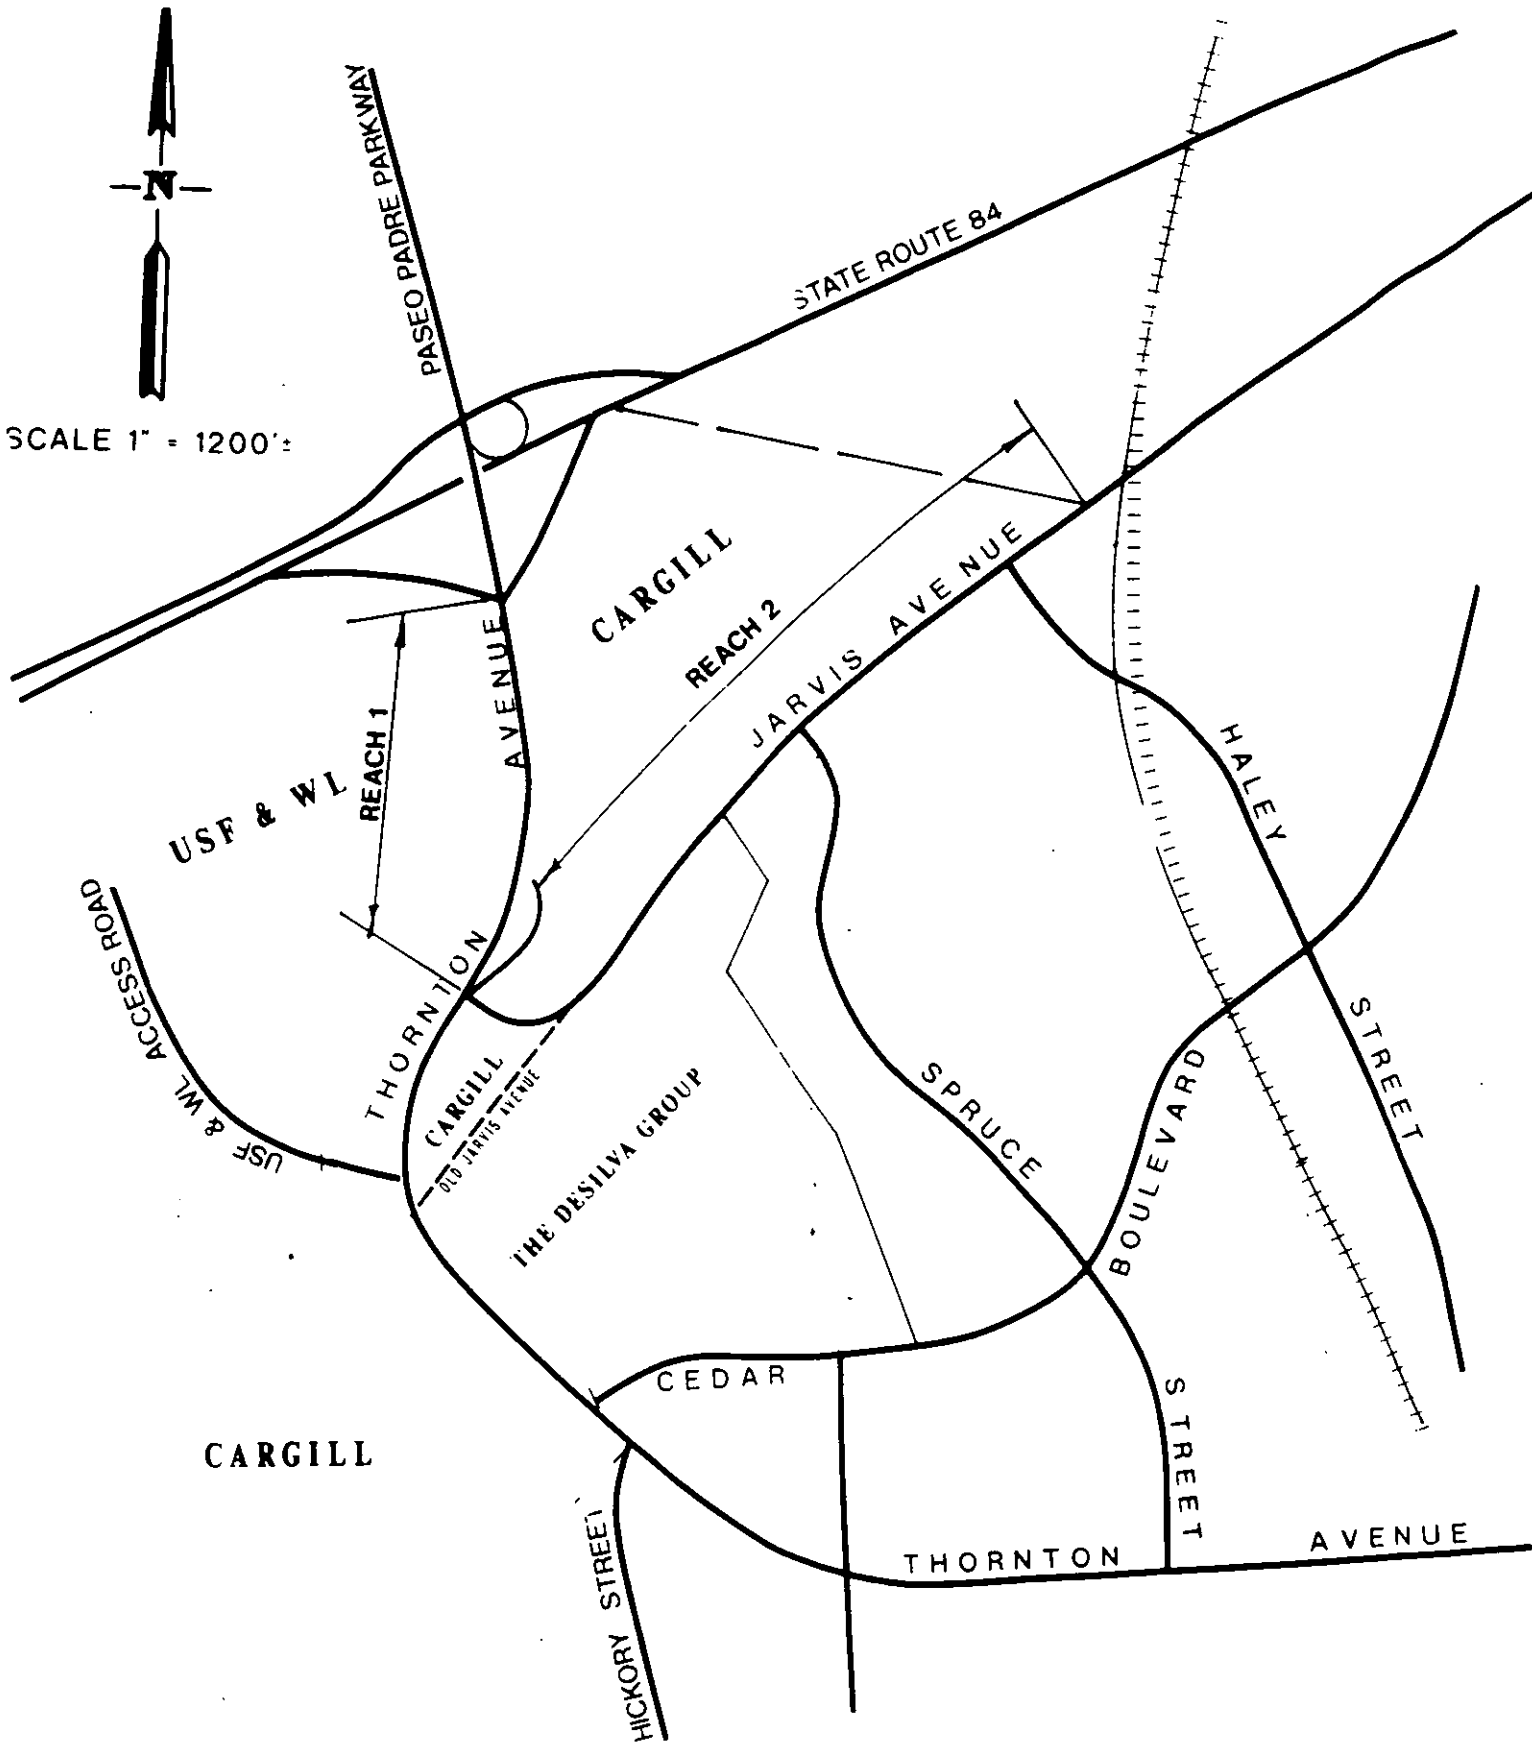 PASEO PADRE PARKWAY
N
STATE ROUTE 84
SCALE 1" = 1200'±
CARGILL
REACH 2
JARVIS AVENUE
AVENUE
REACH 1
USF & WL
HALEY
USF & WL ACCESS ROAD
THORNTON
STREET
CARGILL
OLD JARVIS AVENUE
THE DESILVA GROUP
SPRUCE
BOULEVARD
CEDAR
STREET
CARGILL
HICKORY STREET
THORNTON AVENUE